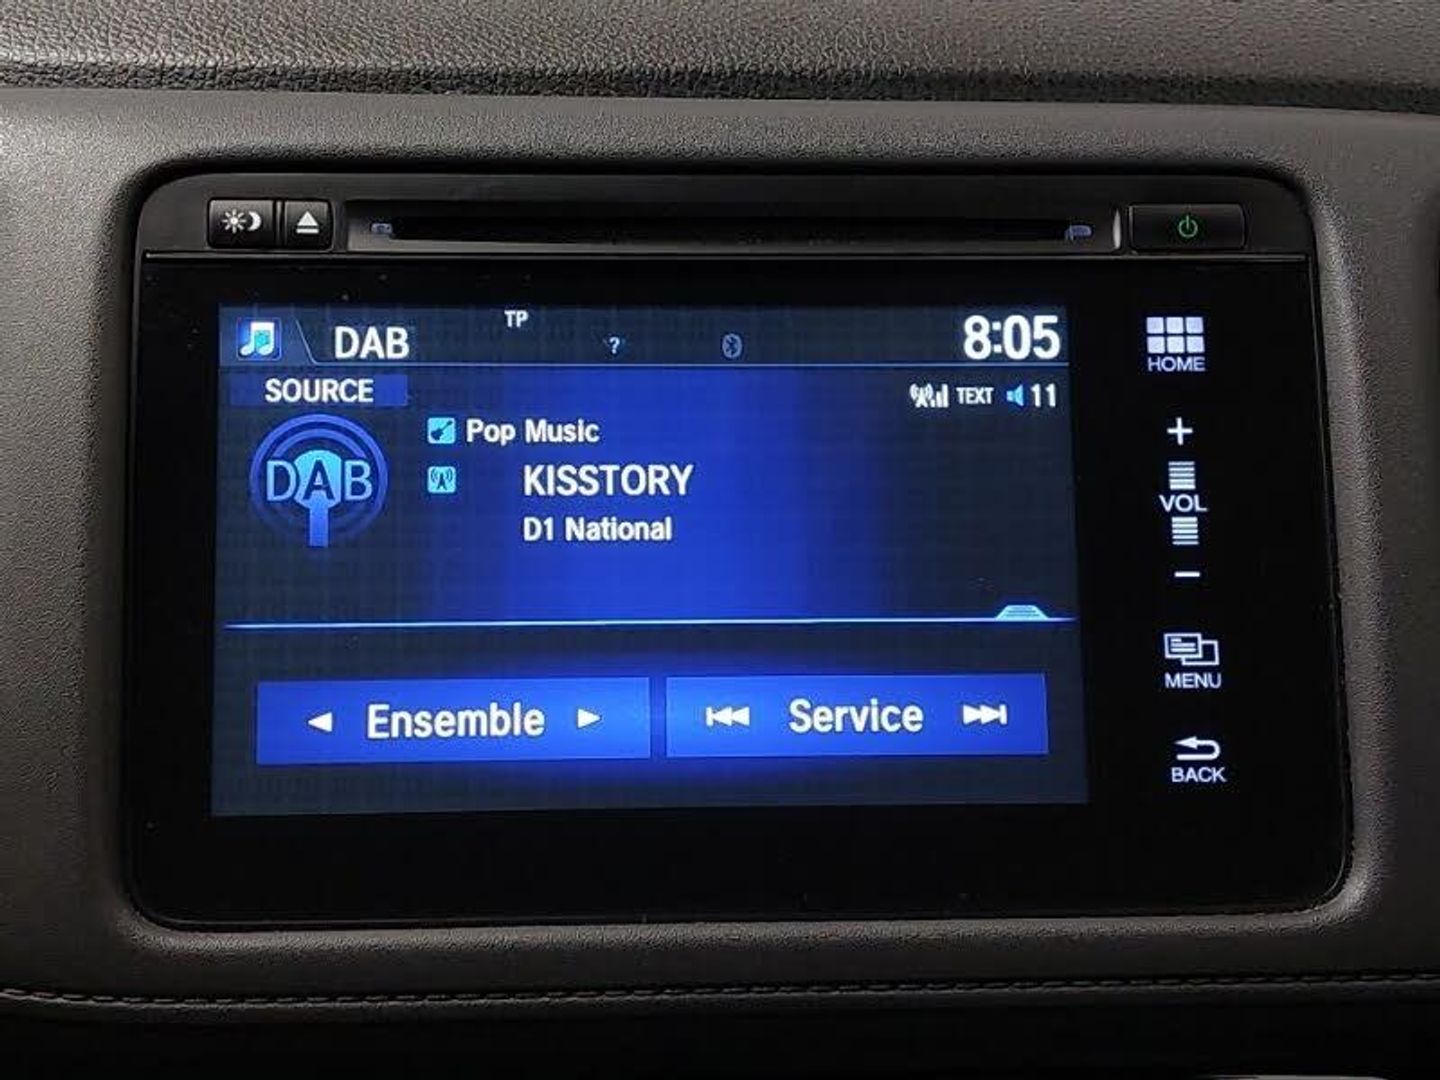 DAB TP ? 8:05
SOURCE
TEXT 11
DAB
Pop Music
KISSTORY
D1 National
Ensemble
Service
HOME
+
VOL
−
MENU
BACK